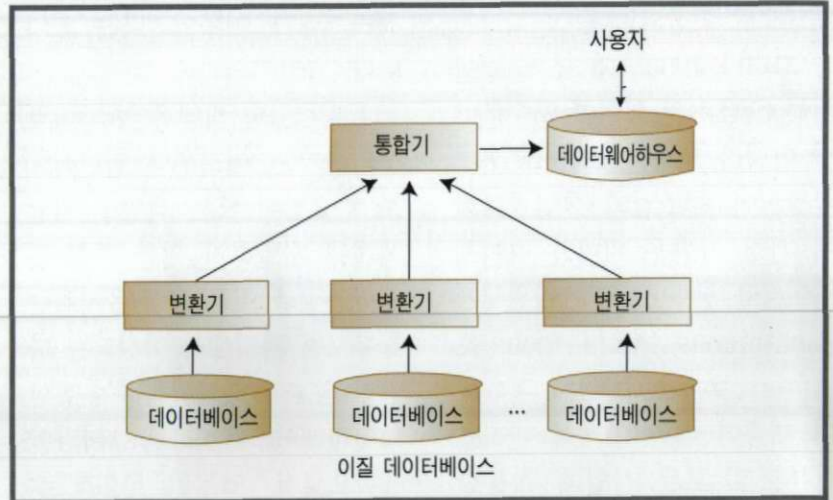 사용자
통합기
데이터웨어하우스
변환기 변환기 변환기
데이터베이스 데이터베이스 ... 데이터베이스
이질 데이터베이스